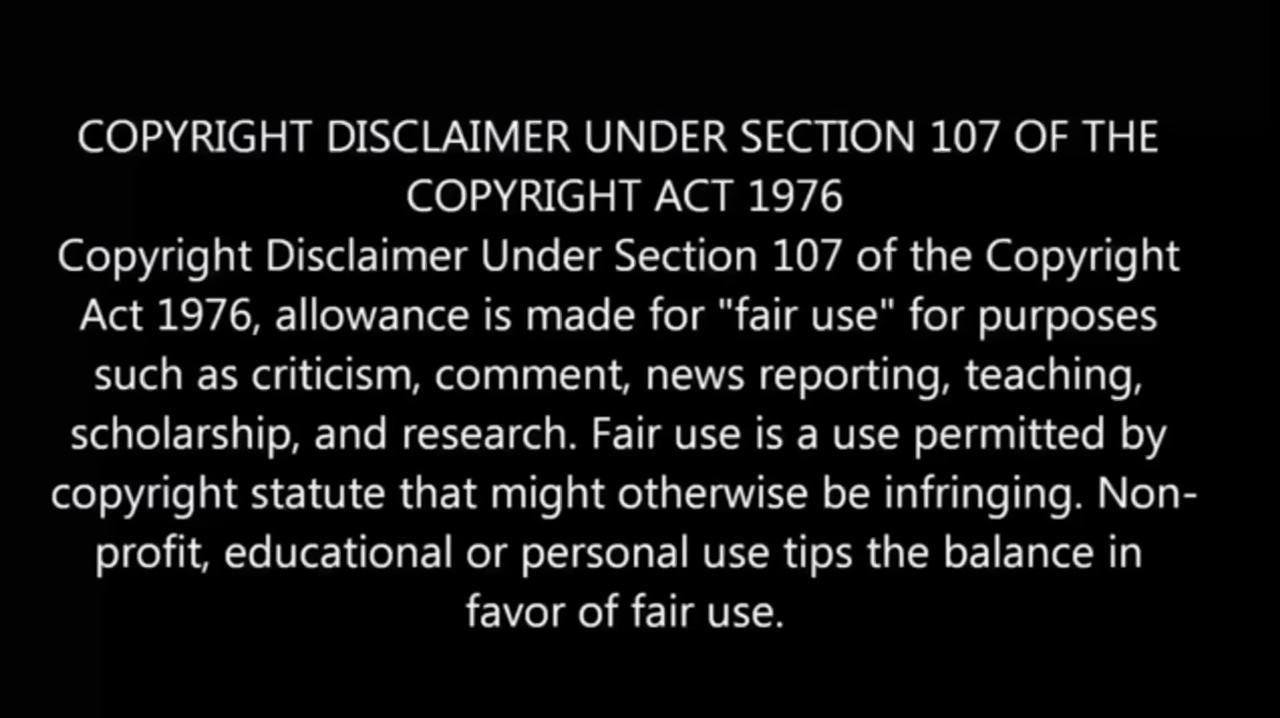 COPYRIGHT DISCLAIMER UNDER SECTION 107 OF THE
COPYRIGHT ACT 1976
Copyright Disclaimer Under Section 107 of the Copyright
Act 1976, allowance is made for "fair use" for purposes
such as criticism, comment, news reporting, teaching,
scholarship, and research. Fair use is a use permitted by
copyright statute that might otherwise be infringing. Non-
profit, educational or personal use tips the balance in
favor of fair use.